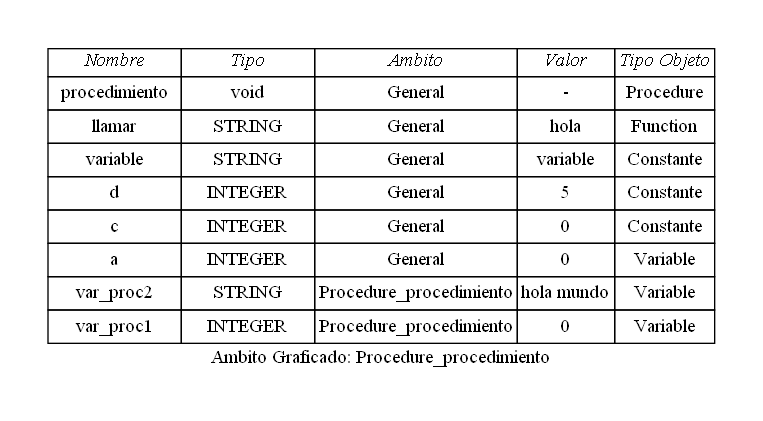 Nombre Tipo Ambito Valor Tipo Objeto
procedimiento void General - Procedure
llamar STRING General hola Function
variable STRING General variable Constante
d INTEGER General 5 Constante
c INTEGER General 0 Constante
a INTEGER General 0 Variable
var_proc2 STRING Procedure_procedimiento hola mundo Variable
var_proc1 INTEGER Procedure_procedimiento 0 Variable
Ambito Graficado: Procedure_procedimiento